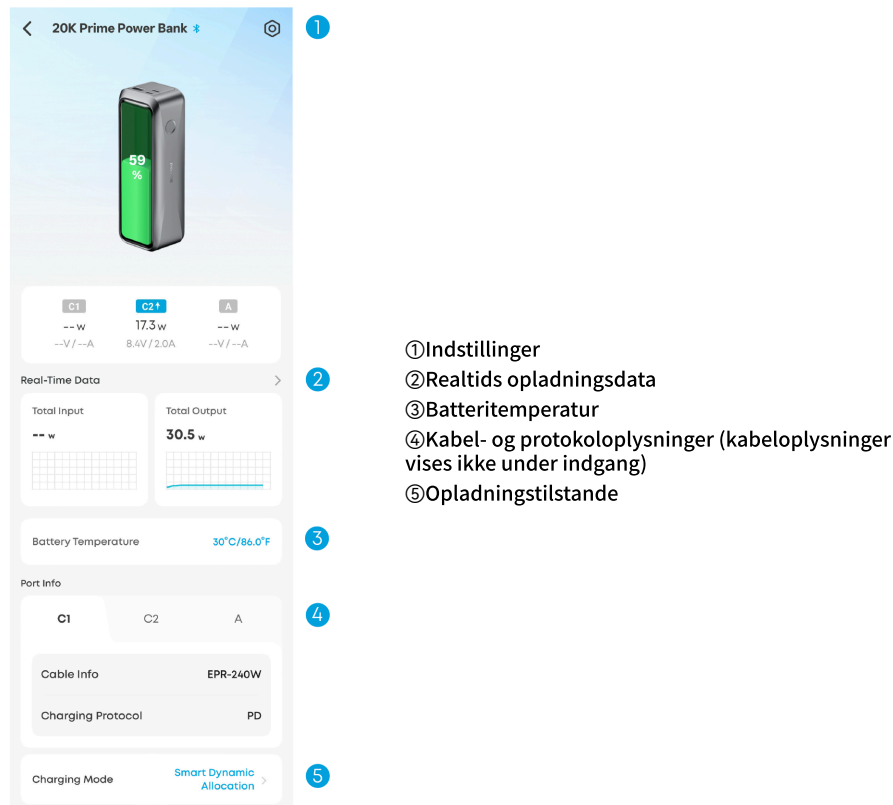 20K Prime Power Bank
1
59
%
C1 C2↑ A
-- w 17.3 w -- w
--V / --A 8.4V / 2.0A --V / --A
Real-Time Data
2
Total Input Total Output
-- w 30.5 w
Battery Temperature 30°C/86.0°F
3
Port Info
C1 C2 A
4
Cable Info EPR-240W
Charging Protocol PD
Charging Mode Smart Dynamic
Allocation
5
①Indstillinger
②Realtids opladningsdata
③Batteritemperatur
④Kabel- og protokoloplysninger (kabeloplysninger
vises ikke under indgang)
⑤Opladningstilstande